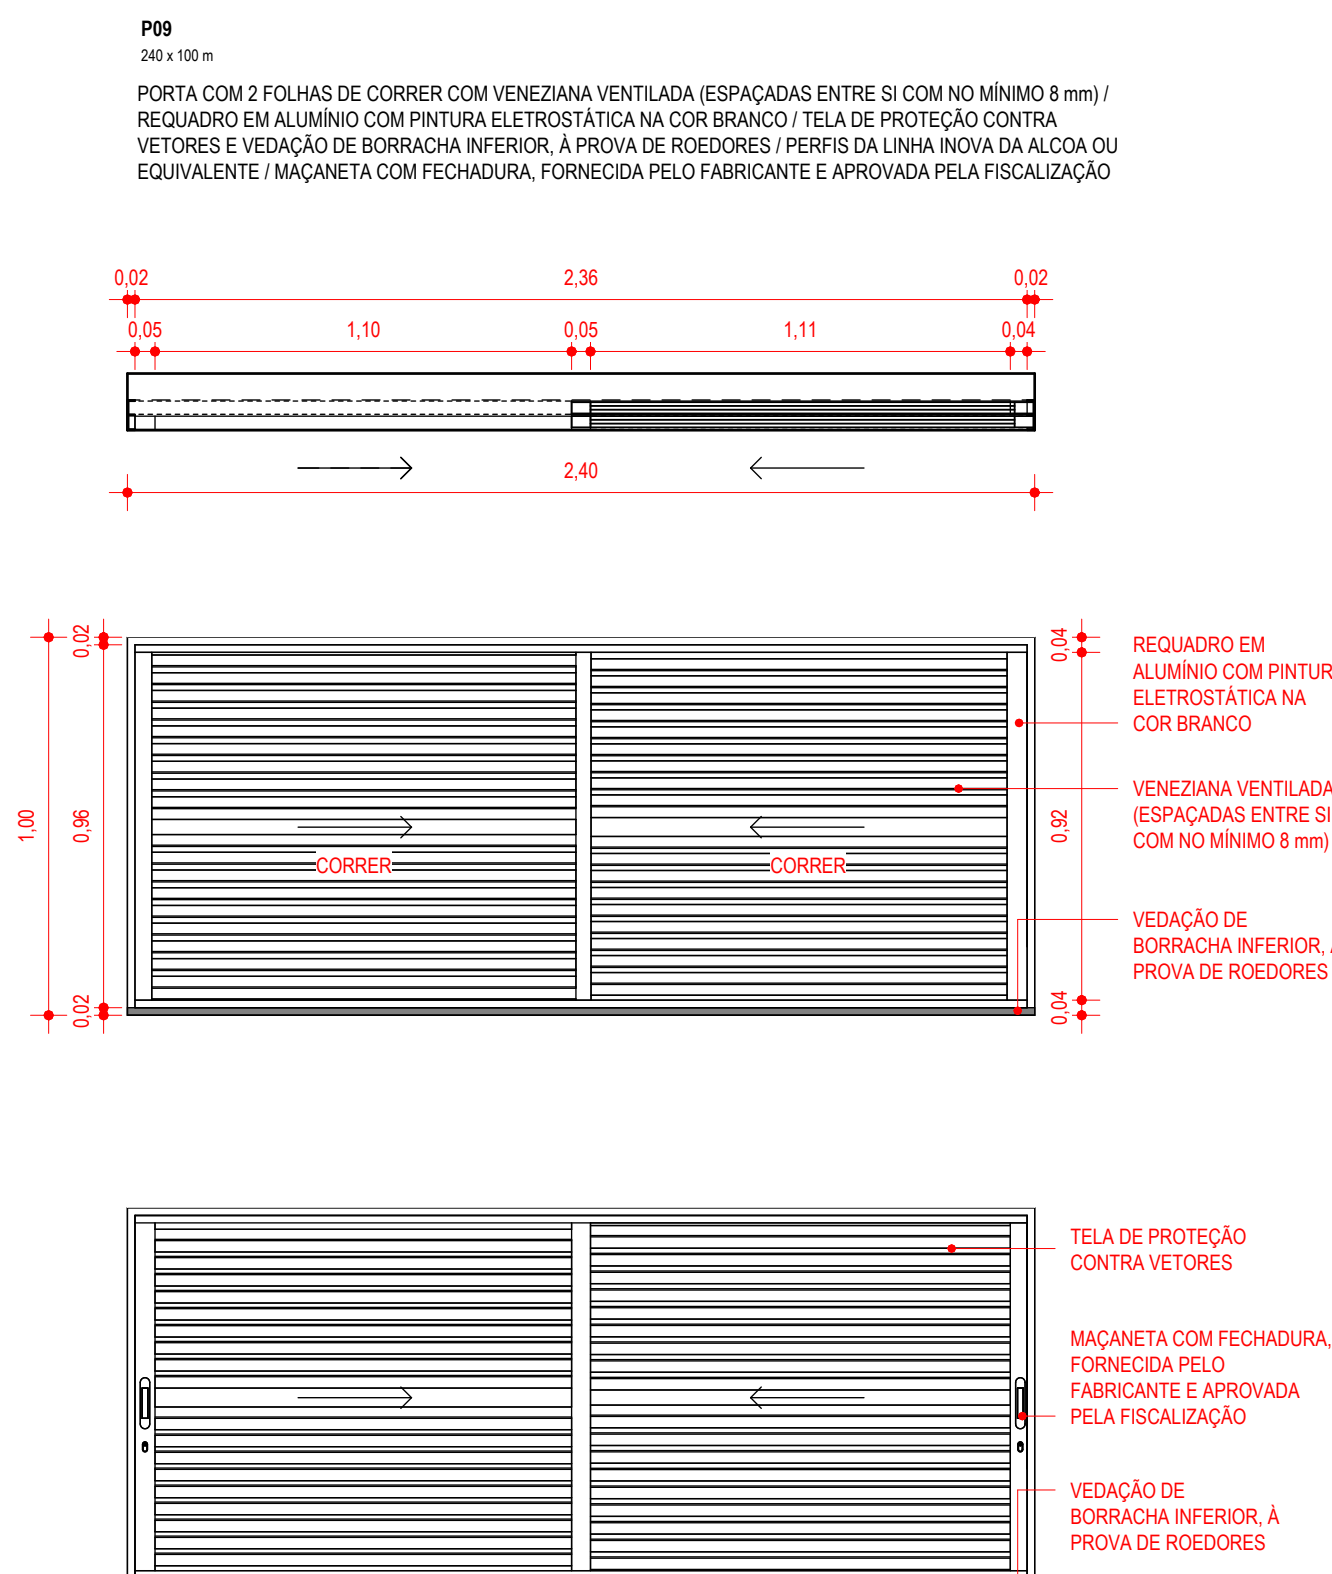 P09
240 x 100 m
PORTA COM 2 FOLHAS DE CORRER COM VENEZIANA VENTILADA (ESPAÇADAS ENTRE SI COM NO MÍNIMO 8 mm) /
REQUADRO EM ALUMÍNIO COM PINTURA ELETROSTÁTICA NA COR BRANCO / TELA DE PROTEÇÃO CONTRA
VETORES E VEDAÇÃO DE BORRACHA INFERIOR, À PROVA DE ROEDORES / PERFIS DA LINHA INOVA DA ALCOA OU
EQUIVALENTE / MAÇANETA COM FECHADURA, FORNECIDA PELO FABRICANTE E APROVADA PELA FISCALIZAÇÃO
0,02 2,36 0,02
0,05 1,10 0,05 1,11 0,04
2,40
0,02
0,96
0,02
1,00
CORRER
CORRER
0,04
0,92
0,04
REQUADRO EM
ALUMÍNIO COM PINTUR
ELETROSTÁTICA NA
COR BRANCO
VENEZIANA VENTILADA
(ESPAÇADAS ENTRE SI
COM NO MÍNIMO 8 mm)
VEDAÇÃO DE
BORRACHA INFERIOR,
PROVA DE ROEDORES
TELA DE PROTEÇÃO
CONTRA VETORES
MAÇANETA COM FECHADURA,
FORNECIDA PELO
FABRICANTE E APROVADA
PELA FISCALIZAÇÃO
VEDAÇÃO DE
BORRACHA INFERIOR, À
PROVA DE ROEDORES